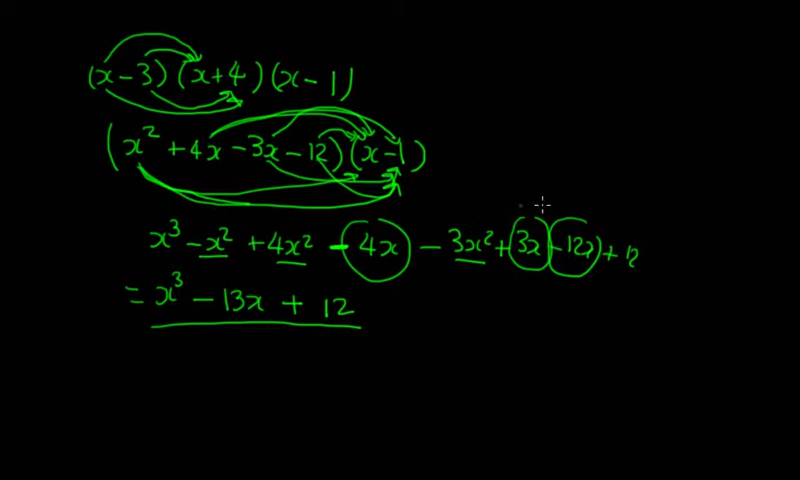 (x - 3)(x + 4)(x - 1)
(x² + 4x - 3x - 12)(x - 1)
x³ - x² + 4x² - 4x - 3x² + 3x - 12x + 12
= x³ - 13x + 12